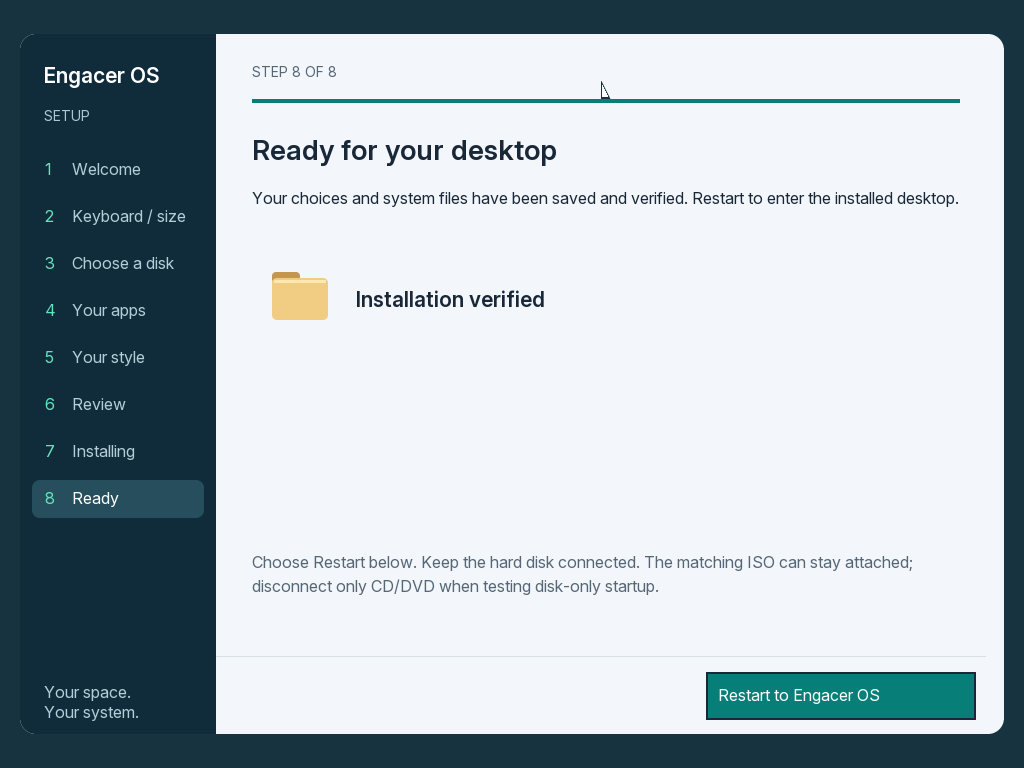 Engacer OS
SETUP
1 Welcome
2 Keyboard / size
3 Choose a disk
4 Your apps
5 Your style
6 Review
7 Installing
8 Ready
Your space.
Your system.
STEP 8 OF 8
Ready for your desktop
Your choices and system files have been saved and verified. Restart to enter the installed desktop.
Installation verified
Choose Restart below. Keep the hard disk connected. The matching ISO can stay attached;
disconnect only CD/DVD when testing disk-only startup.
Restart to Engacer OS